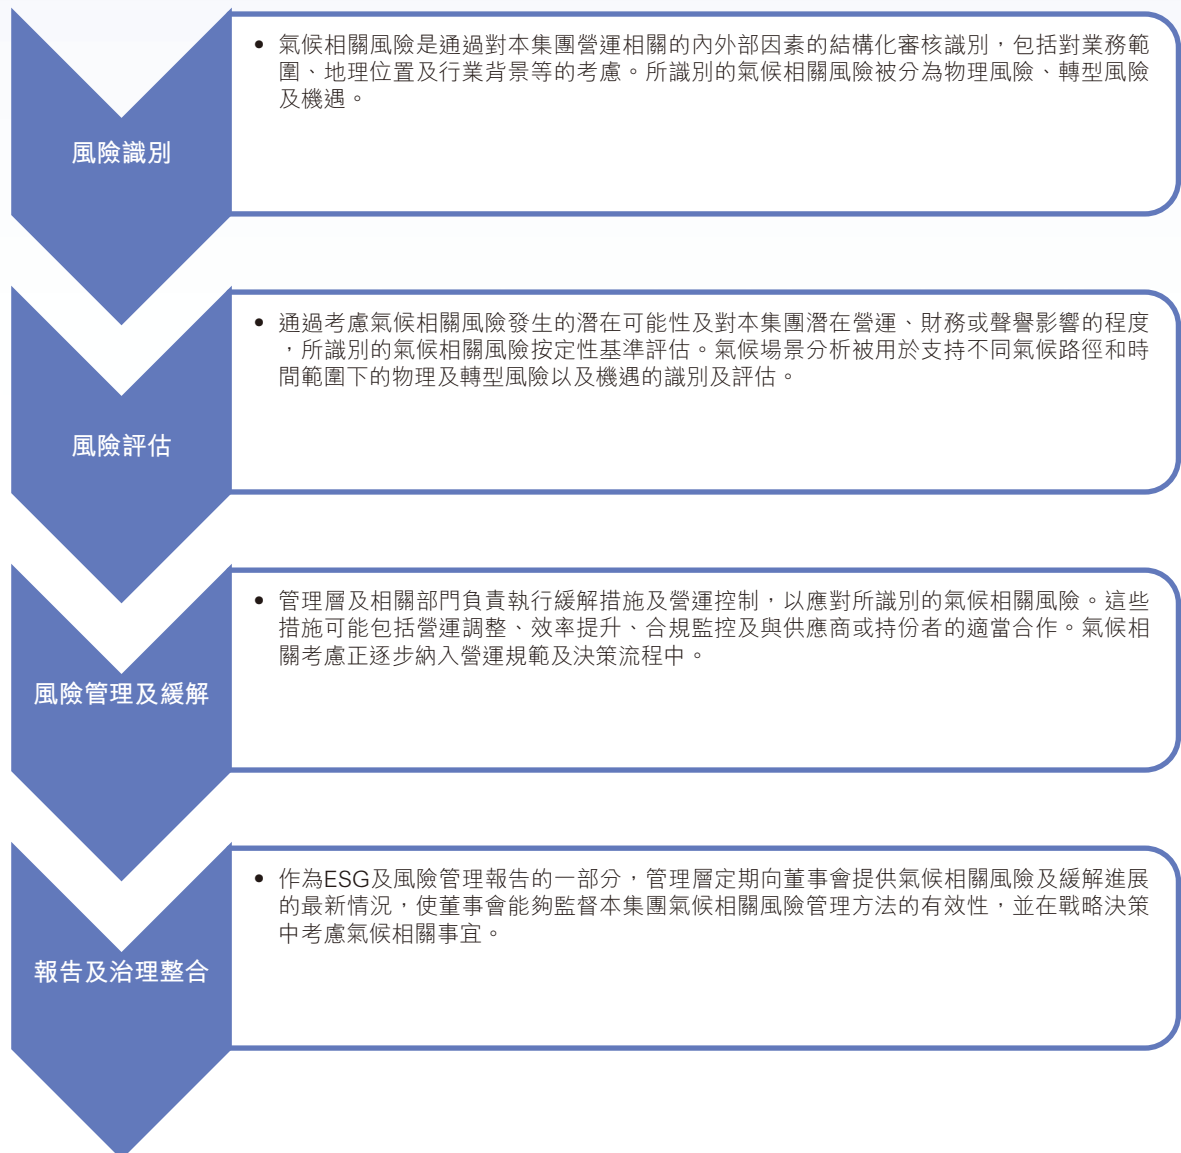 風險識別
• 氣候相關風險是通過對本集團營運相關的內外部因素的結構化審核識別，包括對業務範
圍、地理位置及行業背景等的考慮。所識別的氣候相關風險被分為物理風險、轉型風險
及機遇。
風險評估
• 通過考慮氣候相關風險發生的潛在可能性及對本集團潛在營運、財務或聲譽影響的程度
，所識別的氣候相關風險按定性基準評估。氣候場景分析被用於支持不同氣候路徑和時
間範圍下的物理及轉型風險以及機遇的識別及評估。
風險管理及緩解
• 管理層及相關部門負責執行緩解措施及營運控制，以應對所識別的氣候相關風險。這些
措施可能包括營運調整、效率提升、合規監控及與供應商或持份者的適當合作。氣候相
關考慮正逐步納入營運規範及決策流程中。
報告及治理整合
• 作為ESG及風險管理報告的一部分，管理層定期向董事會提供氣候相關風險及緩解進展
的最新情況，使董事會能夠監督本集團氣候相關風險管理方法的有效性，並在戰略決策
中考慮氣候相關事宜。